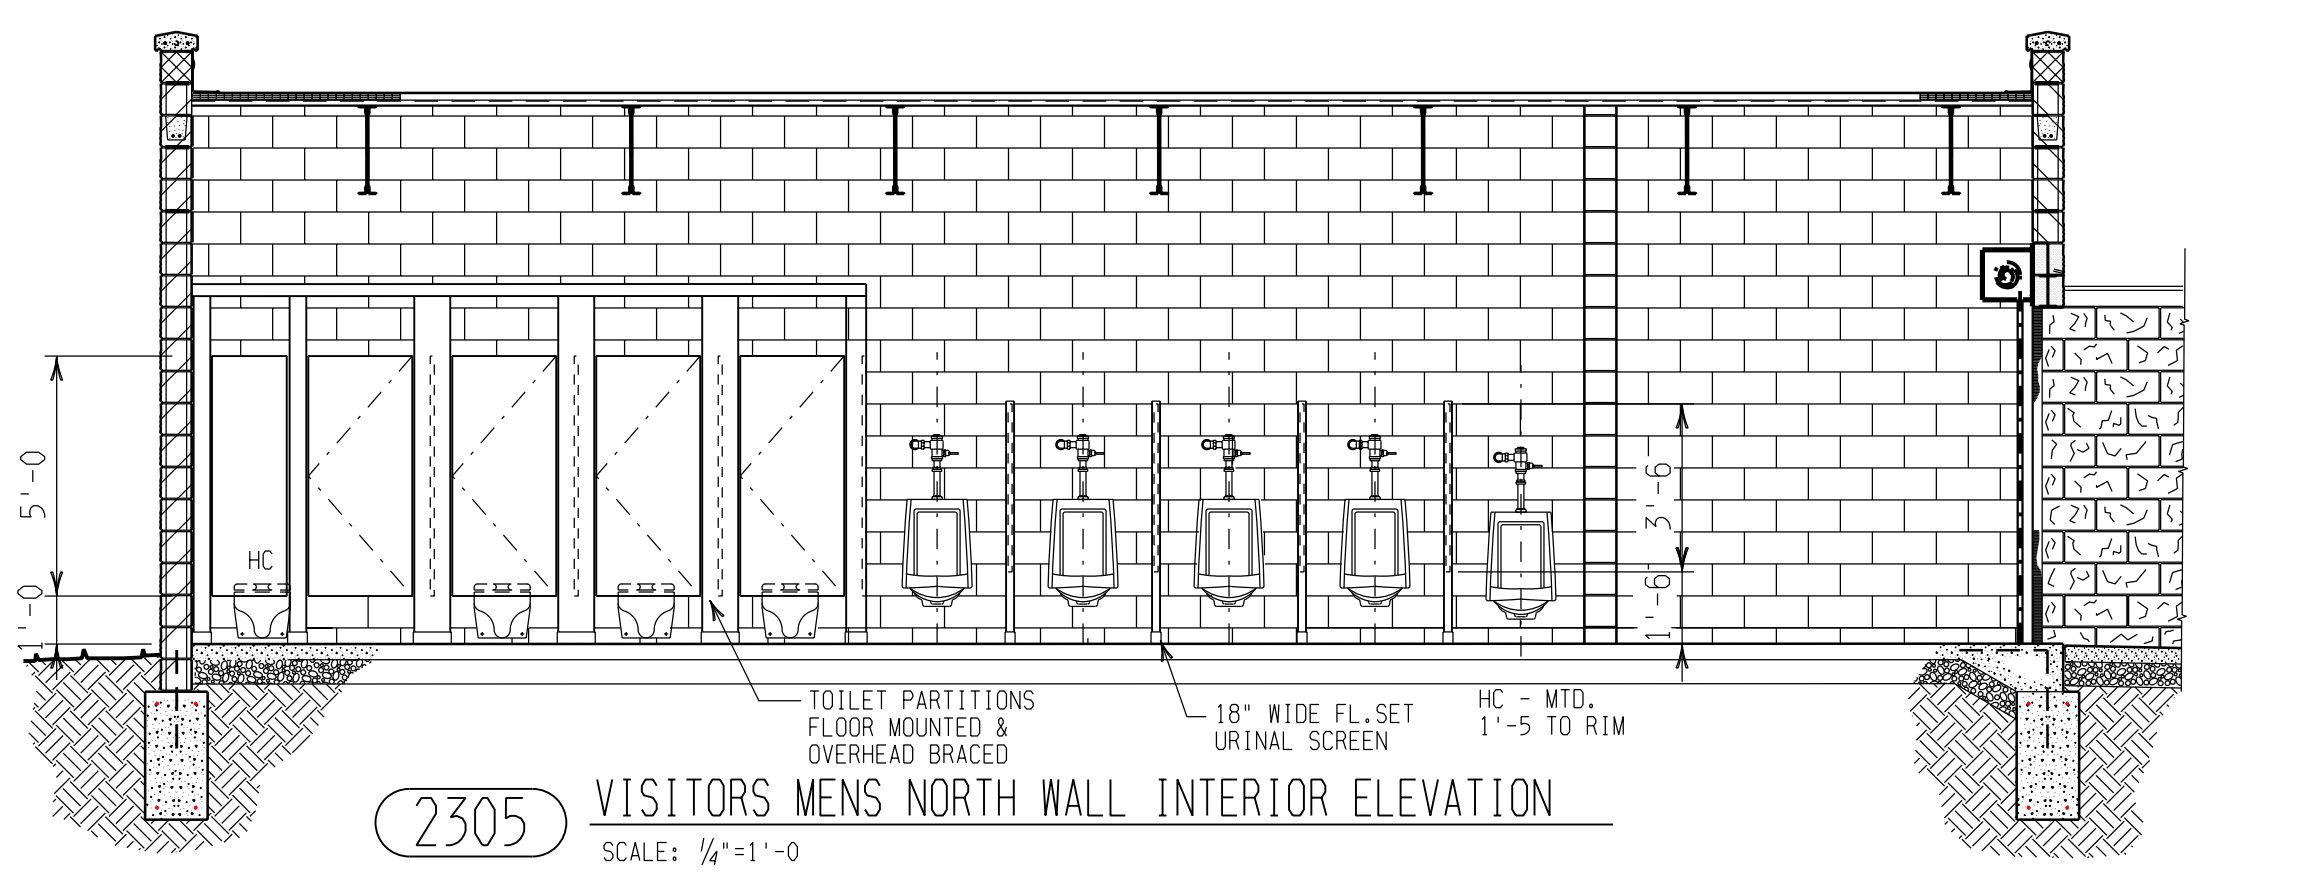 5'-0
1'-0
HC
3'-6
1'-6
TOILET PARTITIONS
FLOOR MOUNTED &
OVERHEAD BRACED
18" WIDE FL.SET
URINAL SCREEN
HC - MTD.
1'-5 TO RIM
2305
VISITORS MENS NORTH WALL INTERIOR ELEVATION
SCALE: 1/4"=1'-0